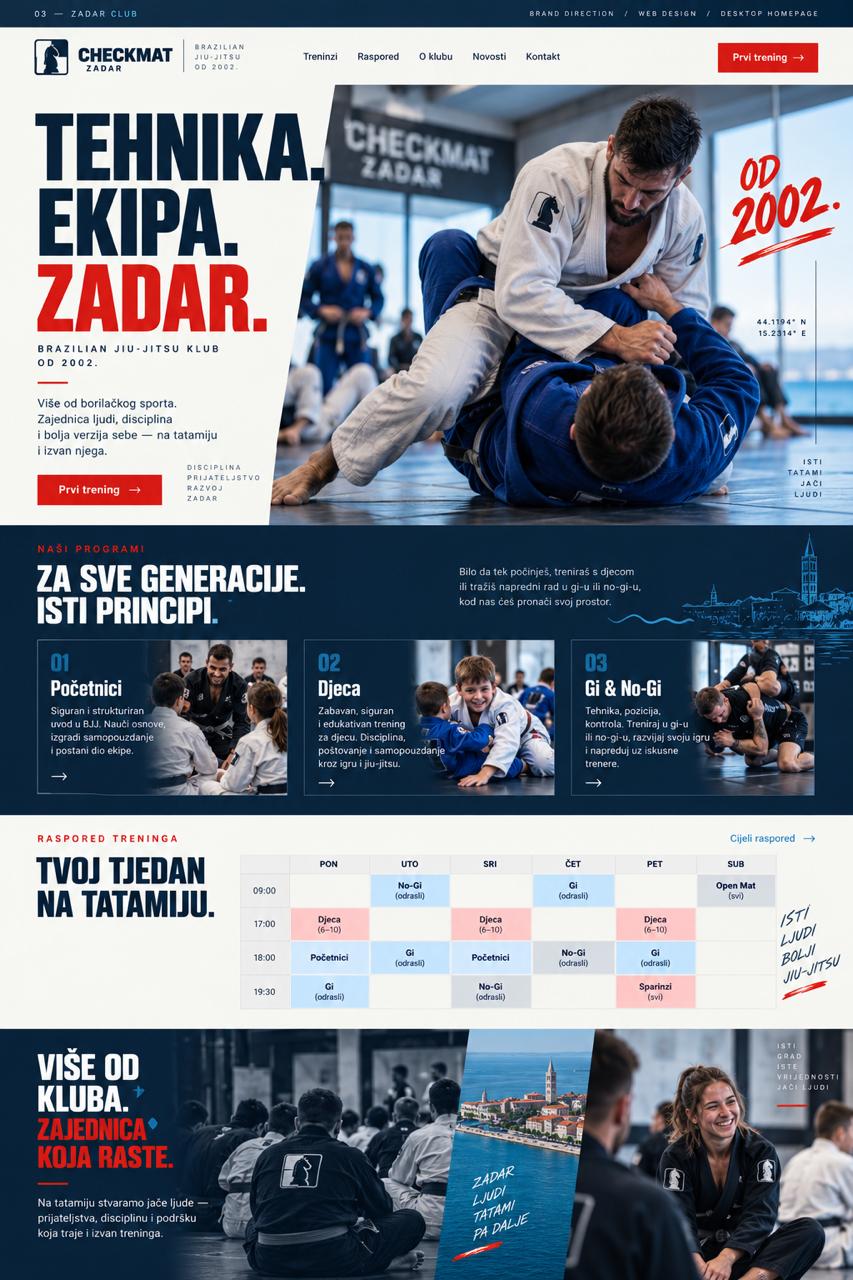 03 — ZADAR CLUB
BRAND DIRECTION / WEB DESIGN / DESKTOP HOMEPAGE
CHECKMAT
ZADAR
BRAZILIAN
JIU-JITSU
OD 2002.
Treninzi Raspored O klubu Novosti Kontakt
Prvi trening →
TEHNIKA.
EKIPA.
ZADAR.
BRAZILIAN JIU-JITSU KLUB
OD 2002.
Više od borilačkog sporta.
Zajednica ljudi, disciplina
i bolja verzija sebe — na tatamiju
i izvan njega.
Prvi trening →
DISCIPLINA
PRIJATELJSTVO
RAZVOJ
ZADAR
CHECKMAT
ZADAR
OD
2002.
44.1194° N
15.2314° E
ISTI
TATAMI
JAČI
LJUDI
NAŠI PROGRAMI
ZA SVE GENERACIJE.
ISTI PRINCIPI.
Bilo da tek počinješ, treniraš s djecom
ili tražiš napredni rad u gi-u ili no-gi-u,
kod nas ćeš pronaći svoj prostor.
01
Početnici
Siguran i strukturiran
uvod u BJJ. Nauči osnove,
izgradi samopouzdanje
i postani dio ekipe.
→
02
Djeca
Zabavan, siguran
i edukativan trening
za djecu. Disciplina,
poštovanje i samopouzdanje
kroz igru i jiu-jitsu.
→
03
Gi & No-Gi
Tehnika, pozicija,
kontrola. Treniraj u gi-u
ili no-gi-u, razvijaj svoju igru
i napreduj uz iskusne
trenere.
→
RASPORED TRENINGA
TVOJ TJEDAN
NA TATAMIJU.
Cijeli raspored →
PON UTO SRI ČET PET SUB
09:00 No-Gi (odrasli) Gi (odrasli) Open Mat (svi)
17:00 Djeca (6–10) Djeca (6–10) Djeca (6–10)
18:00 Početnici Gi (odrasli) Početnici No-Gi (odrasli) Gi (odrasli)
19:30 Gi (odrasli) No-Gi (odrasli) Sparinzi (svi)
ISTI
LJUDI
BOLJI
JIU-JITSU
VIŠE OD
KLUBA.
ZAJEDNICA
KOJA RASTE.
Na tatamiju stvaramo jače ljude —
prijateljstva, disciplinu i podršku
koja traje i izvan treninga.
ZADAR
LJUDI
TATAMI
PA DALJE
ISTI
GRAD
ISTE
VRIJEDNOSTI
JAČI LJUDI